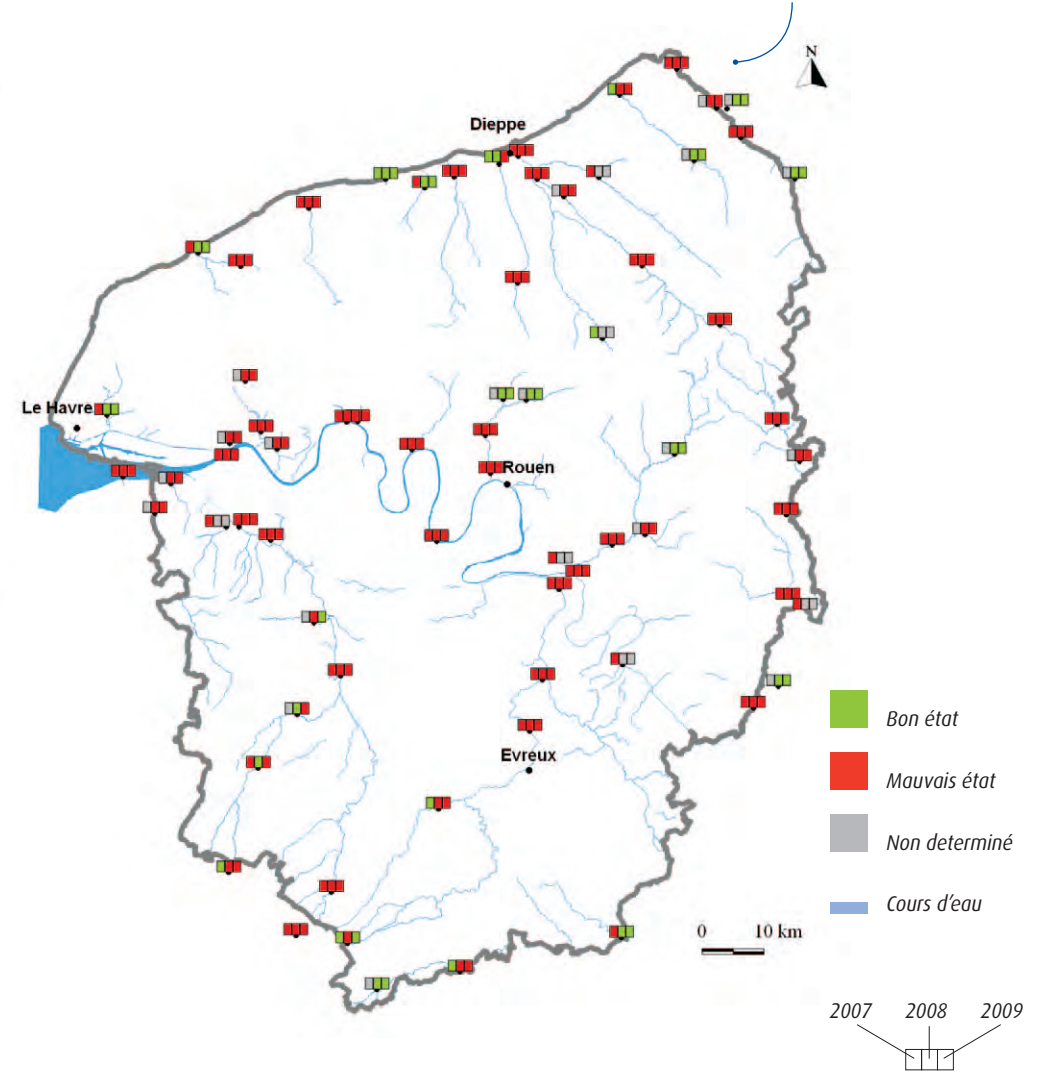 N
Dieppe
Le Havre
Rouen
Evreux
Bon état
Mauvais état
Non determiné
Cours d'eau
0 10 km
2007 2008 2009